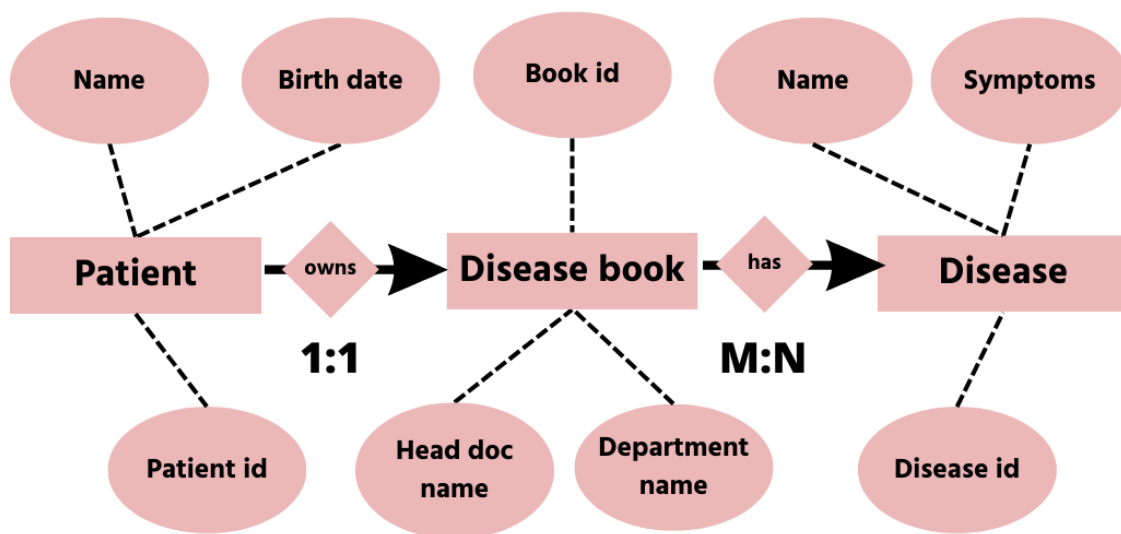 Name
Birth date
Book id
Name
Symptoms
Patient
owns
Disease book
has
Disease
1:1
M:N
Patient id
Head doc
name
Department
name
Disease id